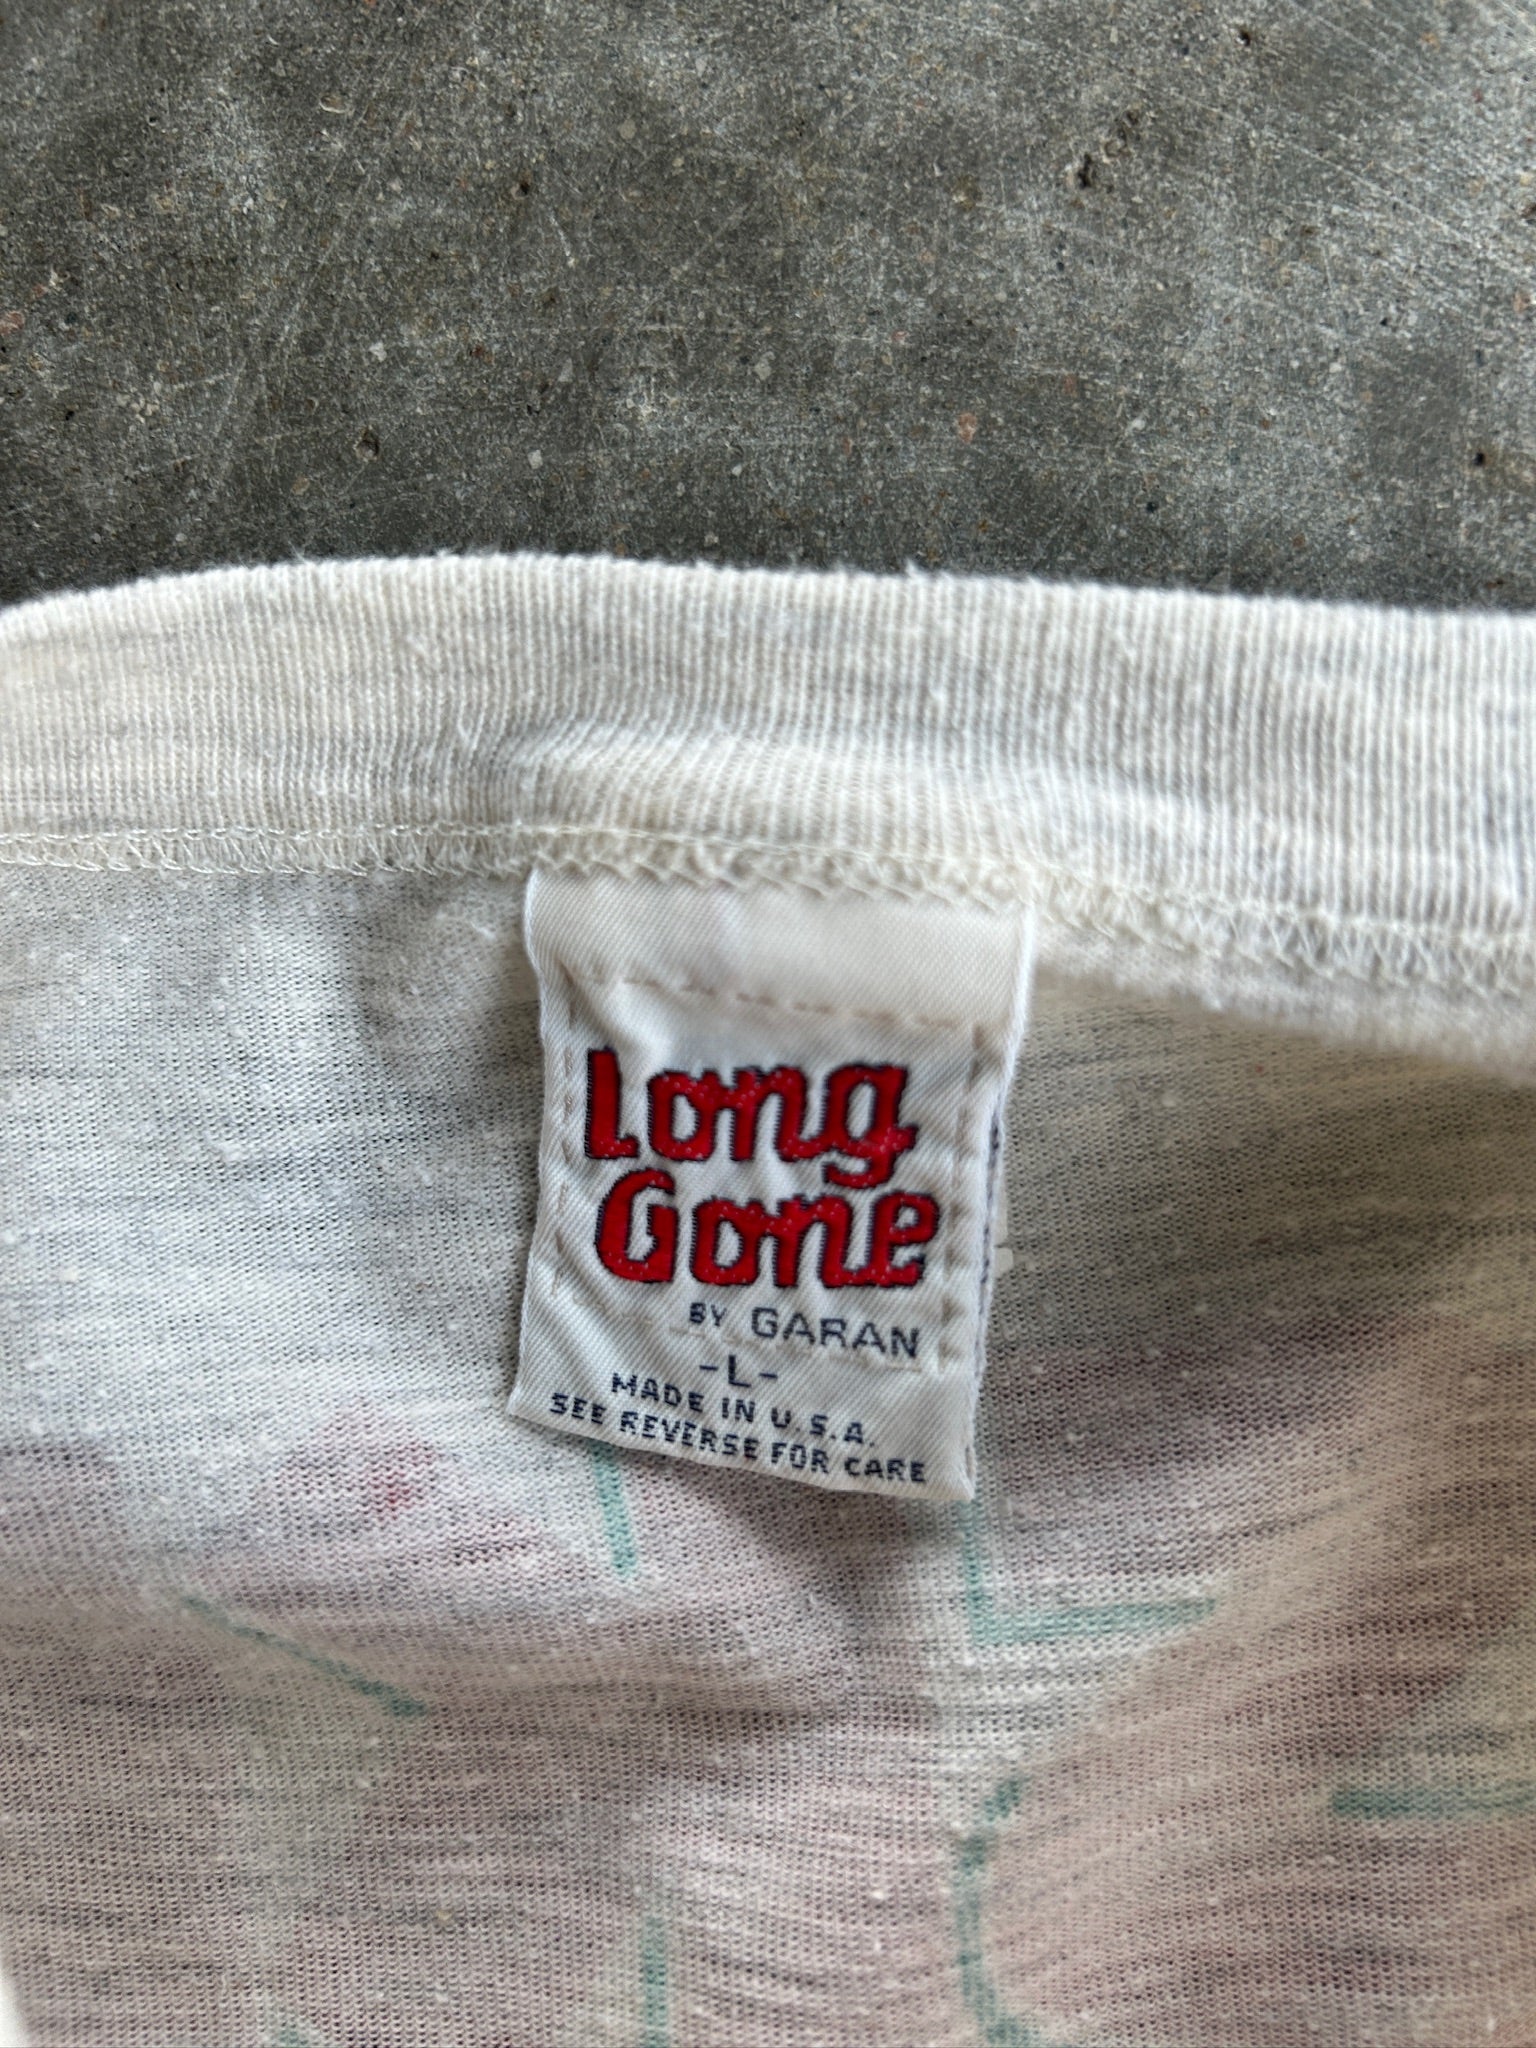 Long
Gone
BY GARAN
-L-
MADE IN U.S.A.
SEE REVERSE FOR CARE